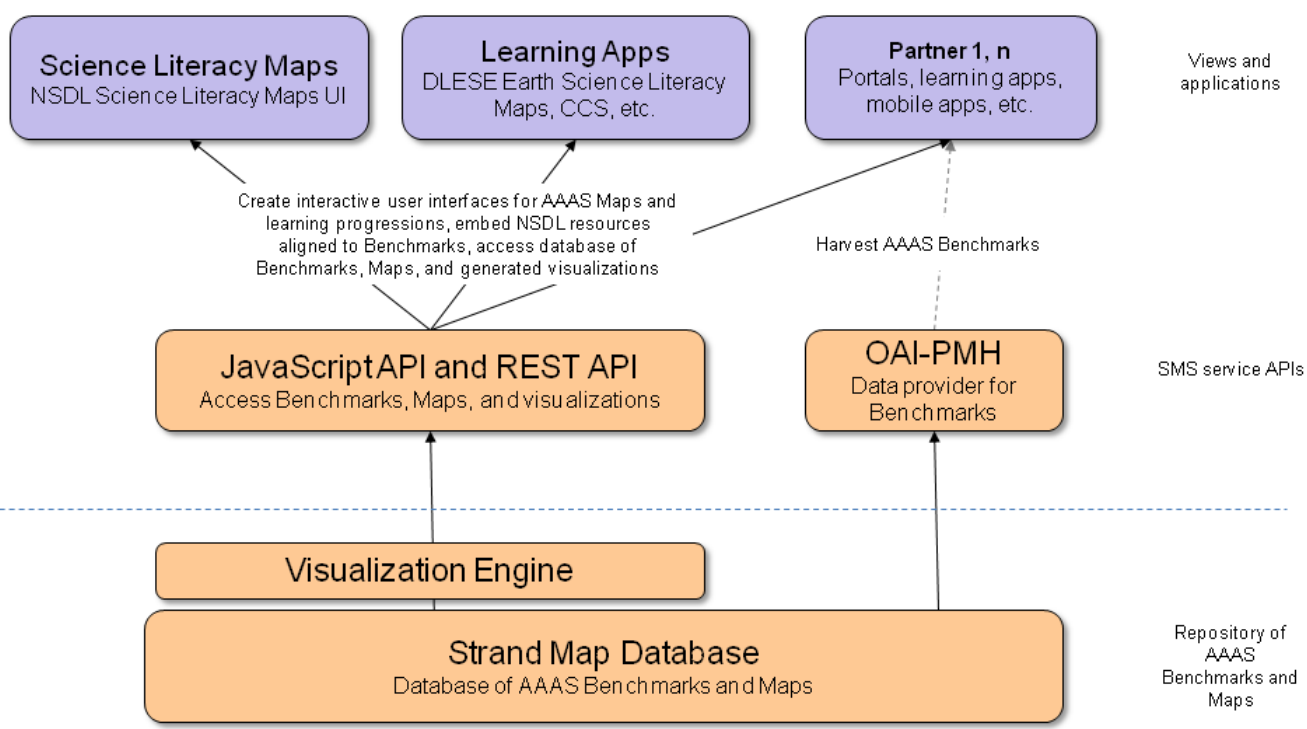 Science Literacy Maps
NSDL Science Literacy Maps UI
Learning Apps
DLESE Earth Science Literacy
Maps, CCS, etc.
Partner 1, n
Portals, learning apps,
mobile apps, etc.
Views and
applications
Create interactive user interfaces for AAAS Maps and
learning progressions, embed NSDL resources
aligned to Benchmarks, access database of
Benchmarks, Maps, and generated visualizations
Harvest AAAS Benchmarks
JavaScript API and REST API
Access Benchmarks, Maps, and visualizations
OAI-PMH
Data provider for
Benchmarks
SMS service APIs
Visualization Engine
Strand Map Database
Database of AAAS Benchmarks and Maps
Repository of
AAAS
Benchmarks and
Maps